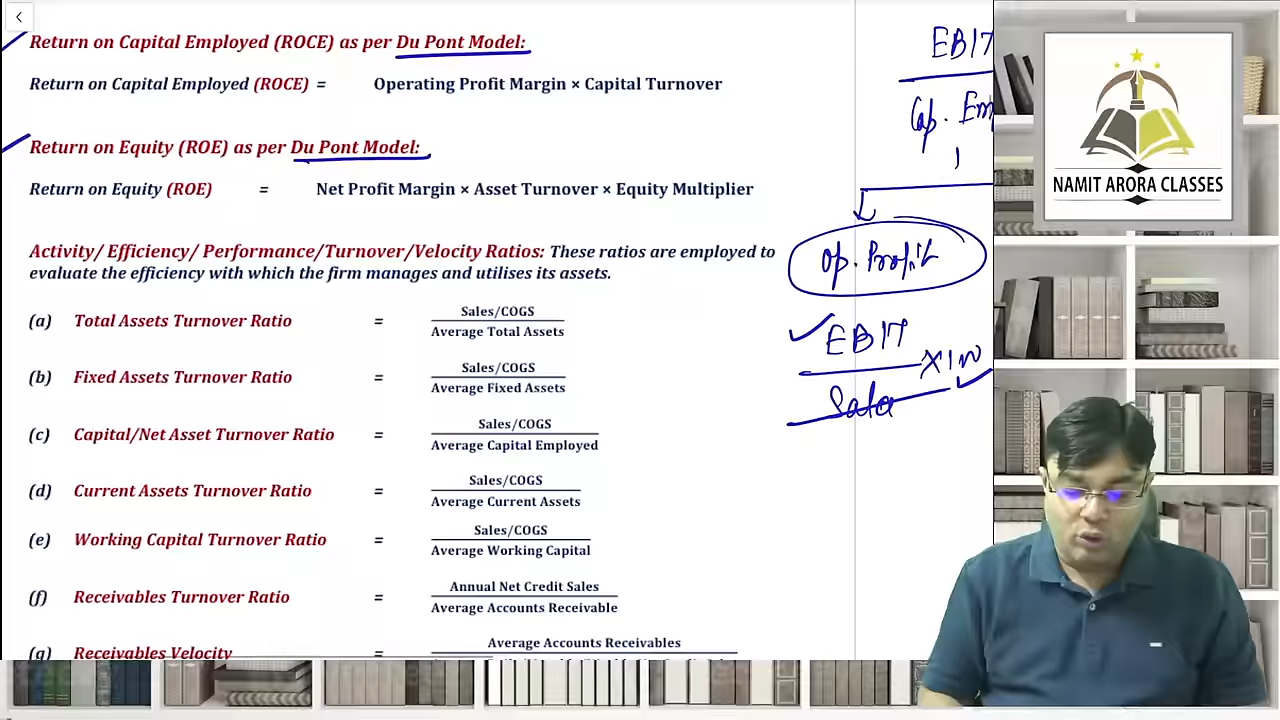 Return on Capital Employed (ROCE) as per Du Pont Model:
Return on Capital Employed (ROCE) = Operating Profit Margin × Capital Turnover
Return on Equity (ROE) as per Du Pont Model:
Return on Equity (ROE) = Net Profit Margin × Asset Turnover × Equity Multiplier
Activity/ Efficiency/ Performance/Turnover/Velocity Ratios: These ratios are employed to
evaluate the efficiency with which the firm manages and utilises its assets.
(a) Total Assets Turnover Ratio = Sales/COGS
Average Total Assets
(b) Fixed Assets Turnover Ratio = Sales/COGS
Average Fixed Assets
(c) Capital/Net Asset Turnover Ratio = Sales/COGS
Average Capital Employed
(d) Current Assets Turnover Ratio = Sales/COGS
Average Current Assets
(e) Working Capital Turnover Ratio = Sales/COGS
Average Working Capital
(f) Receivables Turnover Ratio = Annual Net Credit Sales
Average Accounts Receivable
(g) Receivables Velocity = Average Accounts Receivables
EBIT
Cap. Em
Op. Profit
EBIT
×100
Sales
NAMIT ARORA CLASSES